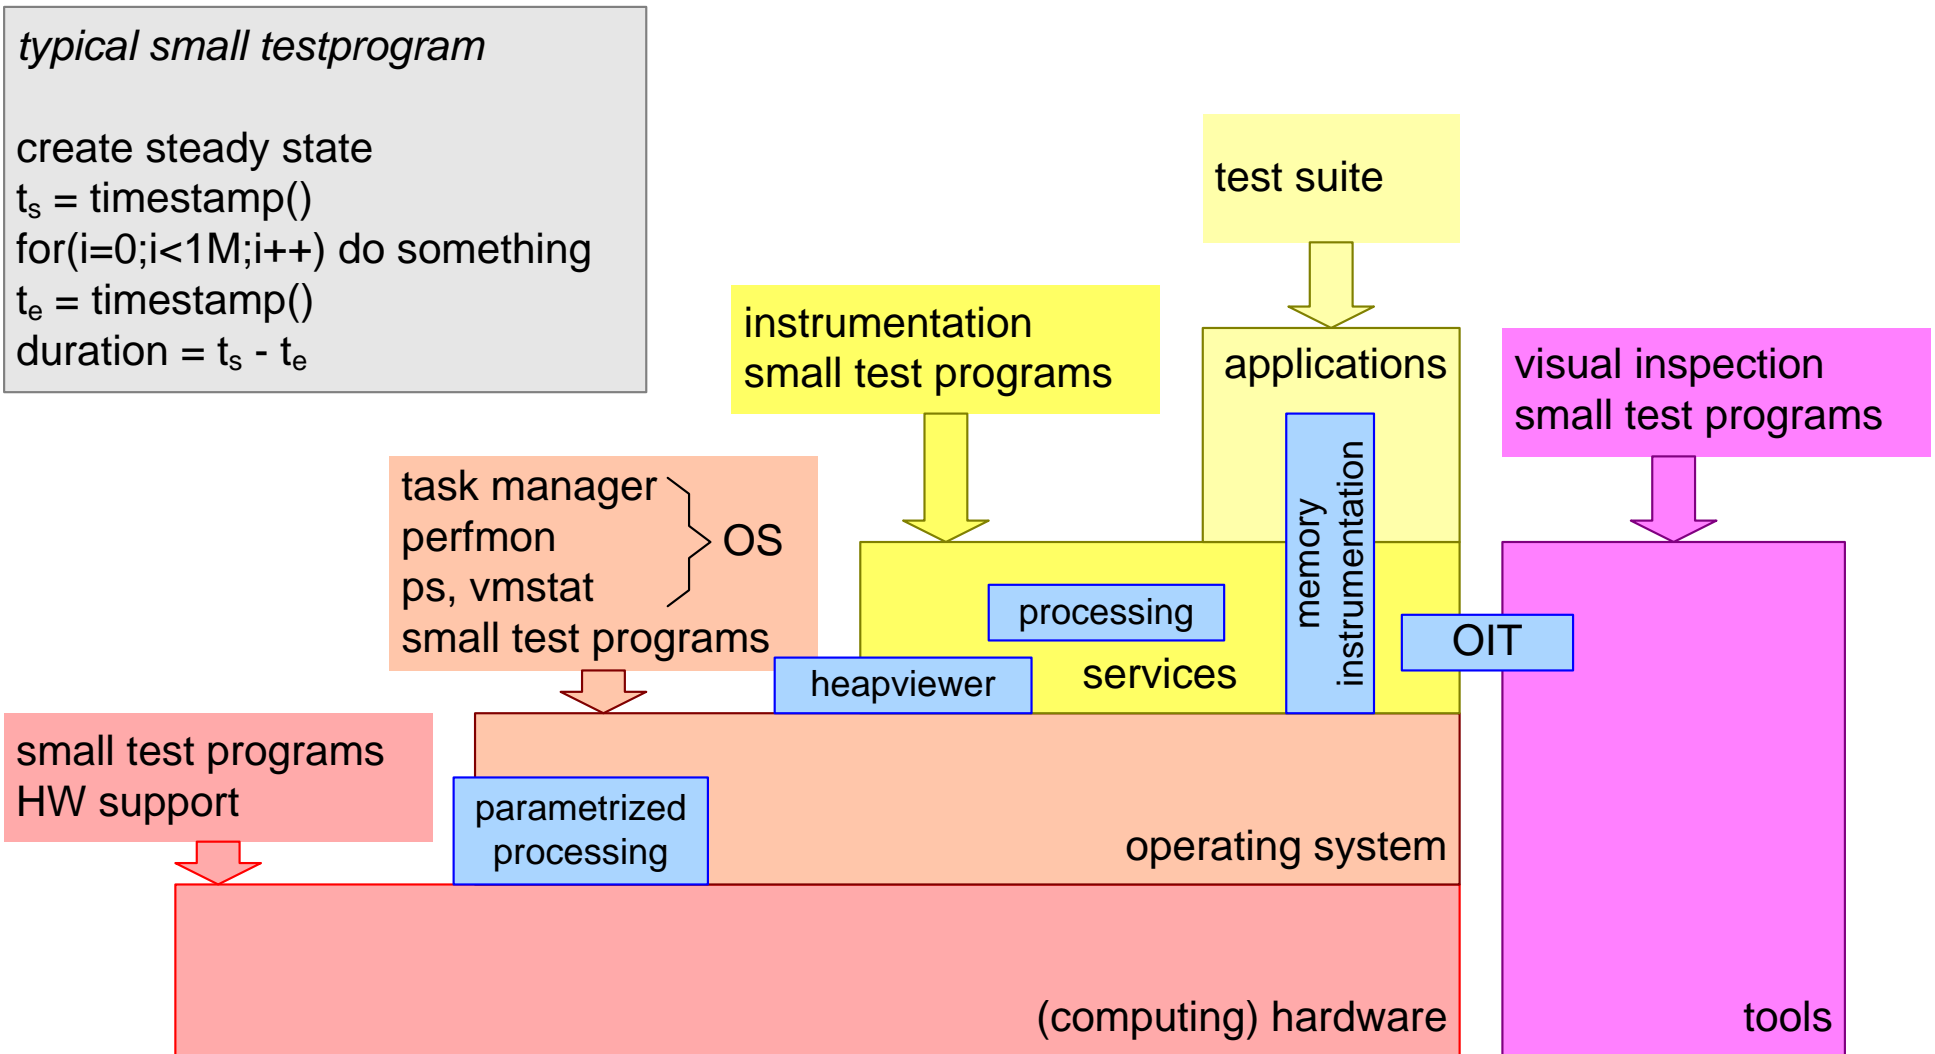 typical small testprogram
create steady state
tₛ = timestamp()
for(i=0;i<1M;i++) do something
tₑ = timestamp()
duration = tₛ - tₑ
test suite
instrumentation
small test programs
applications
visual inspection
small test programs
task manager
perfmon
ps, vmstat
OS
small test programs
memory
instrumentation
processing
OIT
heapviewer
services
small test programs
HW support
parametrized
processing
operating system
(computing) hardware
tools